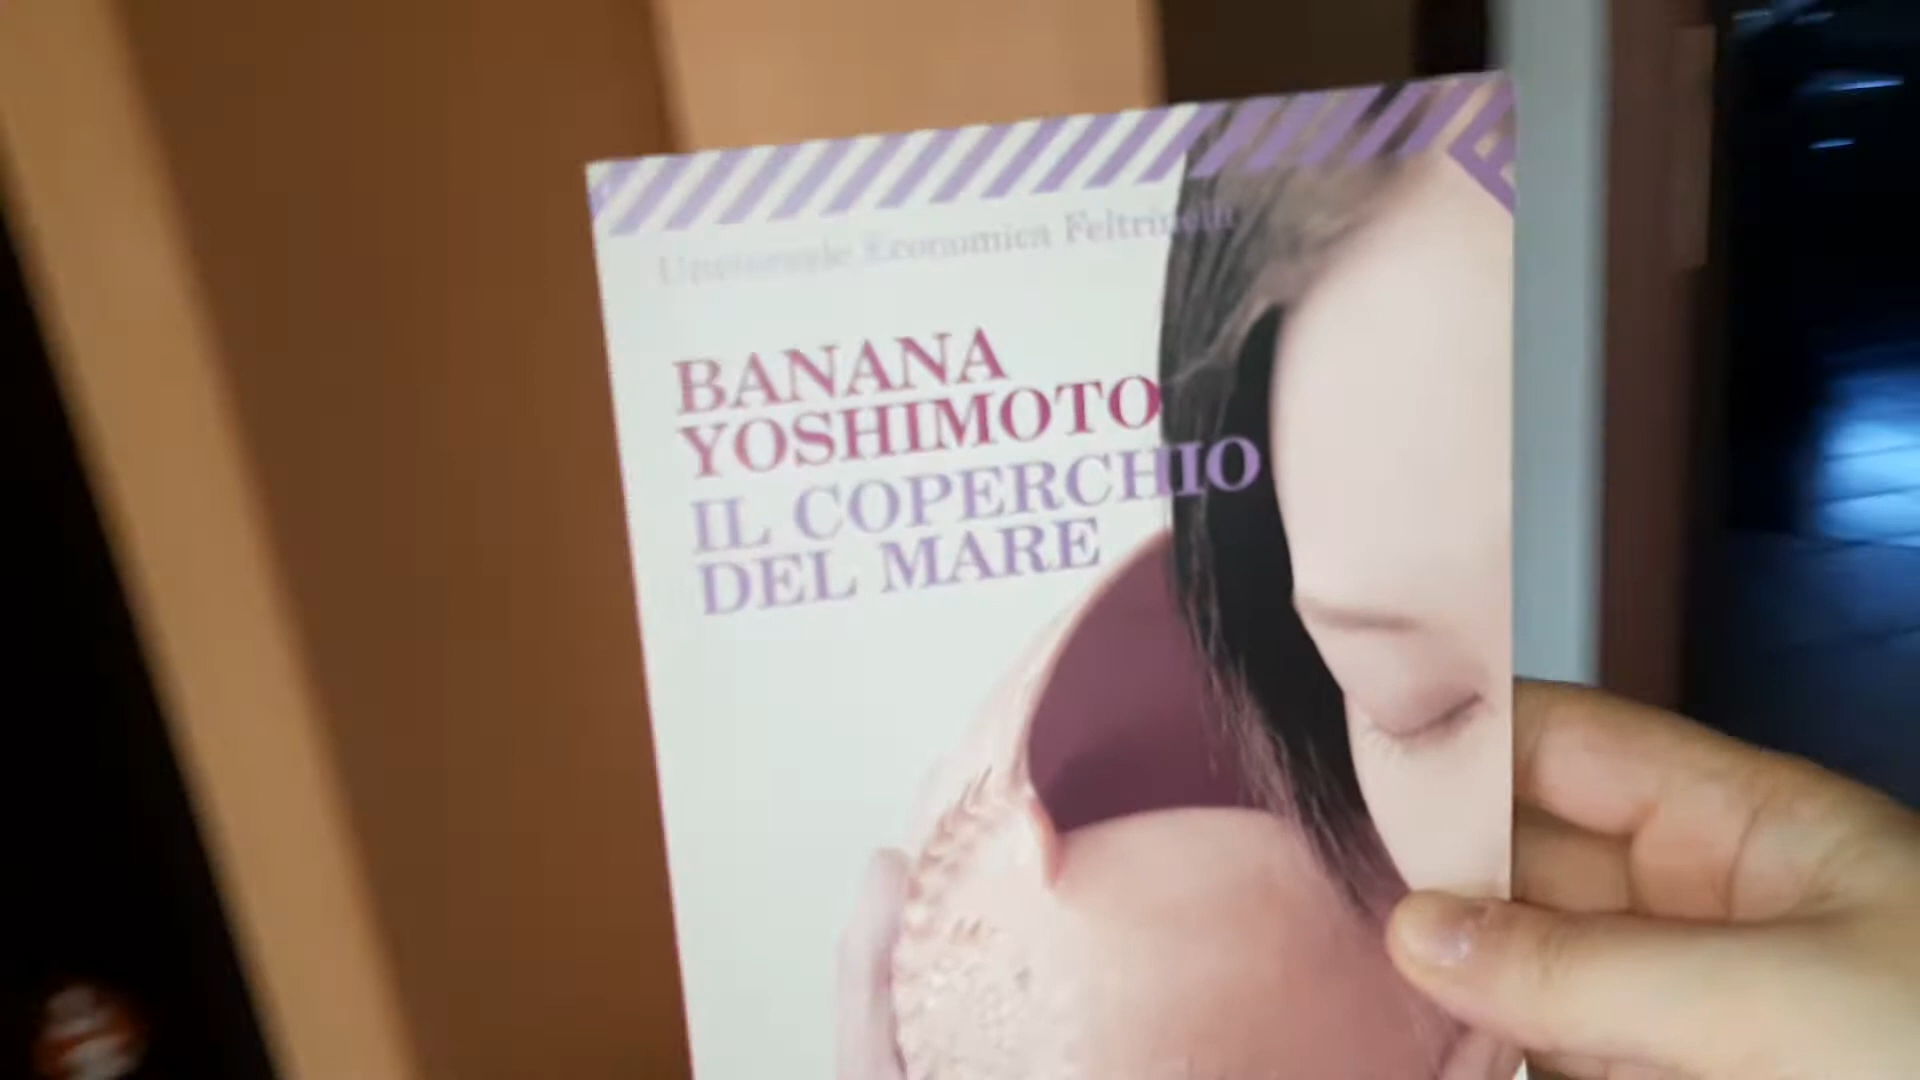 Universale Economica Feltrinelli
BANANA
YOSHIMOTO
IL COPERCHIO
DEL MARE